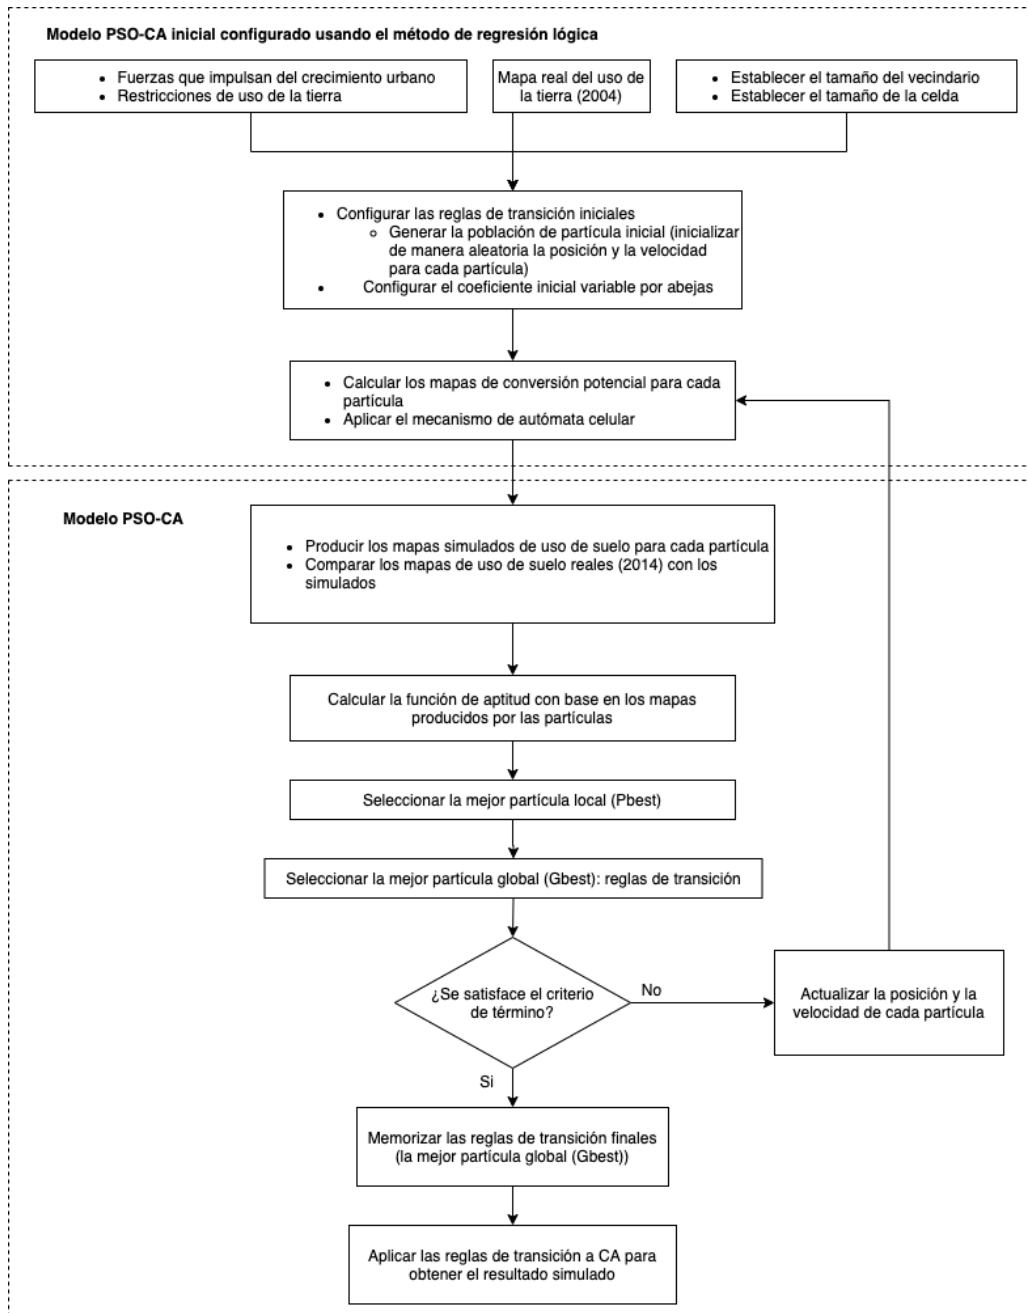 Modelo PSO-CA inicial configurado usando el método de regresión lógica
• Fuerzas que impulsan del crecimiento urbano
• Restricciones de uso de la tierra
Mapa real del uso de
la tierra (2004)
• Establecer el tamaño del vecindario
• Establecer el tamaño de la celda
• Configurar las reglas de transición iniciales
○ Generar la población de partícula inicial (inicializar
de manera aleatoria la posición y la velocidad
para cada partícula)
• Configurar el coeficiente inicial variable por abejas
• Calcular los mapas de conversión potencial para cada
partícula
• Aplicar el mecanismo de autómata celular
Modelo PSO-CA
• Producir los mapas simulados de uso de suelo para cada partícula
• Comparar los mapas de uso de suelo reales (2014) con los
simulados
Calcular la función de aptitud con base en los mapas
producidos por las partículas
Seleccionar la mejor partícula local (Pbest)
Seleccionar la mejor partícula global (Gbest): reglas de transición
¿Se satisface el criterio
de término?
No
Actualizar la posición y la
velocidad de cada partícula
Si
Memorizar las reglas de transición finales
(la mejor partícula global (Gbest))
Aplicar las reglas de transición a CA para
obtener el resultado simulado